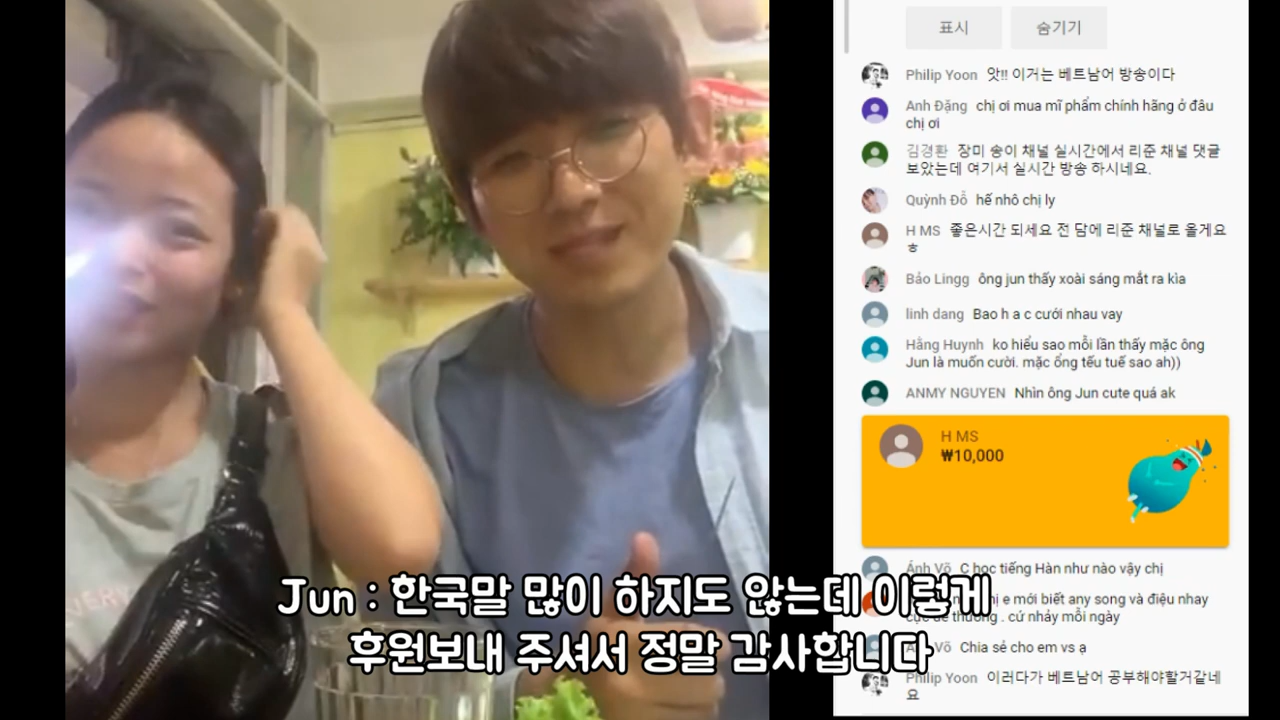 표시
숨기기
Philip Yoon 앗!! 이거는 베트남어 방송이다
Anh Đặng chị ơi mua mĩ phẩm chính hãng ở đâu
chị ơi
김경환 장미 송이 채널 실시간에서 리준 채널 댓글
보았는데 여기서 실시간 방송 하시네요.
Quỳnh Đỗ hế nhô chị ly
H MS 좋은시간 되세요 전 담에 리준 채널로 올게요
ㅎ
Bảo Lingg ông jun thấy xoài sáng mắt ra kìa
linh dang Bao h a c cưới nhau vay
Hằng Huynh ko hiểu sao mỗi lần thấy mặc ông
Jun là muốn cười. mặc ổng tếu tuế sao ah))
ANMY NGUYEN Nhìn ông Jun cute quá ak
H MS
₩10,000
Ánh Võ C học tiếng Hàn như nào vậy chị
e mới biết any song và điệu nhay
cực dễ thương . cứ nhảy mỗi ngày
Võ Chia sẻ cho em vs ạ
Philip Yoon 이러다가 베트남어 공부해야할거같네
요
Jun : 한국말 많이 하지도 않는데 이렇게
후원보내 주셔서 정말 감사합니다